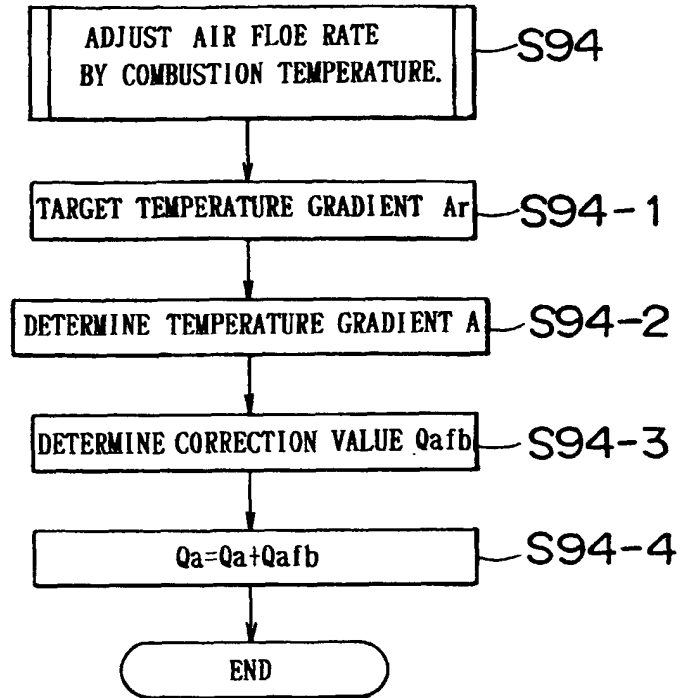 ADJUST AIR FLOE RATE
BY COMBUSTION TEMPERATURE.
S94
TARGET TEMPERATURE GRADIENT Ar
S94-1
DETERMINE TEMPERATURE GRADIENT A
S94-2
DETERMINE CORRECTION VALUE Qafb
S94-3
Qa=Qa+Qafb
S94-4
END